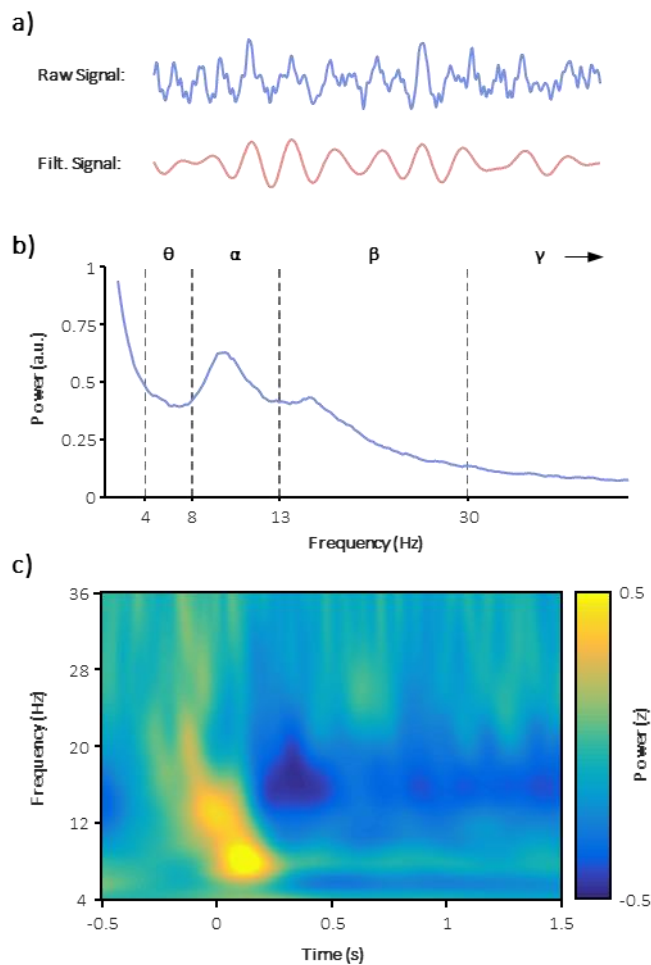 a)
Raw Signal:
Filt. Signal:
b)
θ α β γ
1
0.75
0.5
0.25
0
Power (a.u.)
4 8 13 30
Frequency (Hz)
c)
36
28
20
12
4
Frequency (Hz)
-0.5 0 0.5 1 1.5
Time (s)
0.5
-0.5
Power (z)